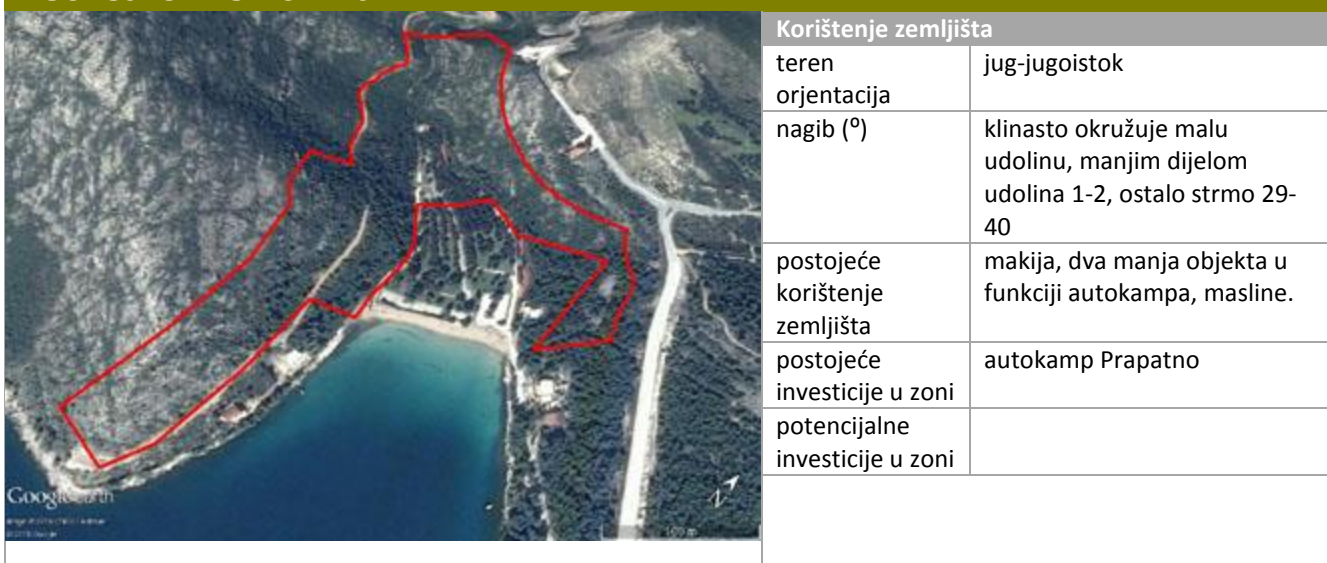 Korištenje zemljišta
teren
orjentacija
jug-jugoistok
nagib (⁰)
klinasto okružuje malu
udolinu, manjim dijelom
udolina 1-2, ostalo strmo 29-
40
postojeće
korištenje
zemljišta
makija, dva manja objekta u
funkciji autokampa, masline.
postojeće
investicije u zoni
autokamp Prapatno
potencijalne
investicije u zoni
Google earth